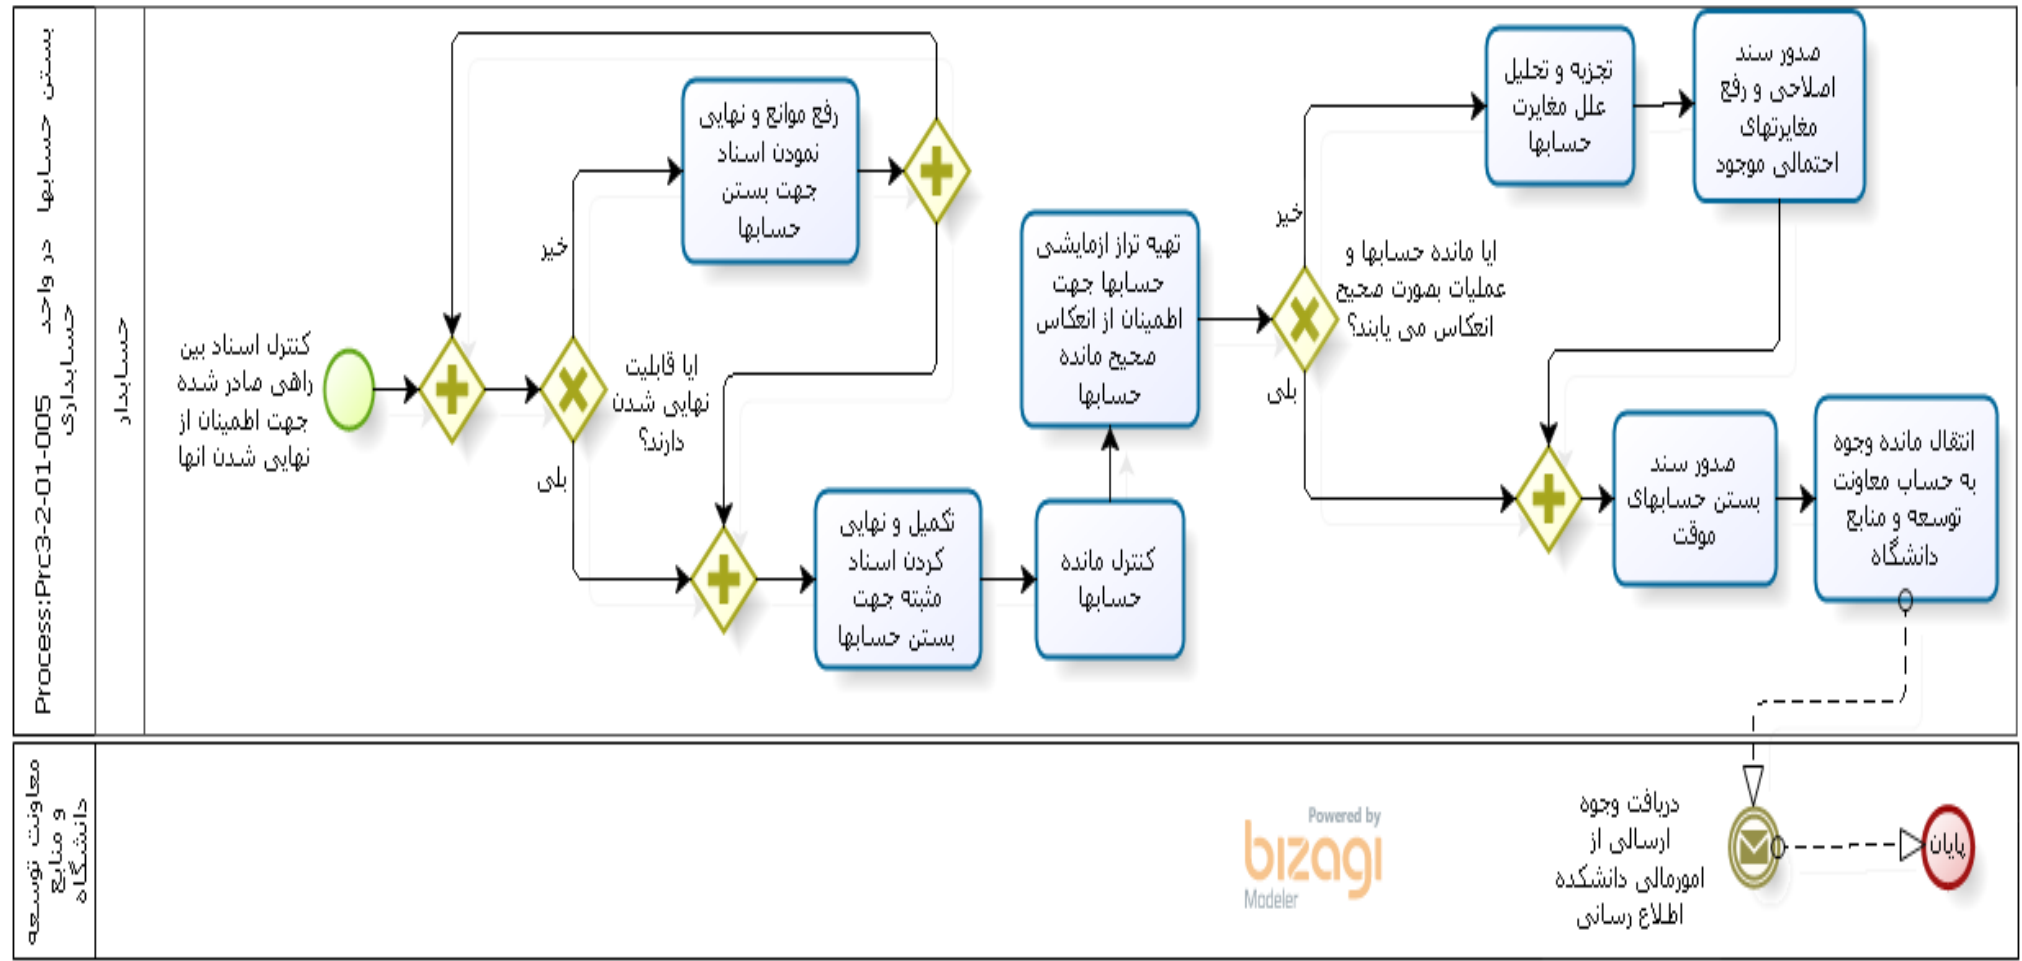 Process:Prc3-2-01-005 بستن حسابها در واحد
حسابداری
حسابدار
کنترل اسناد بین
راهی صادر شده
جهت اطمینان از
نهایی شدن انها
ایا قابلیت
نهایی شدن
دارند؟
خیر
بلی
رفع موانع و نهایی
نمودن اسناد
جهت بستن
حسابها
تکمیل و نهایی
کردن اسناد
مثبته جهت
بستن حسابها
کنترل مانده
حسابها
تهیه تراز ازمایشی
حسابها جهت
اطمینان از انعکاس
صحیح مانده
حسابها
ایا مانده حسابها و
عملیات بصورت صحیح
انعکاس می یابند؟
خیر
بلی
تجزیه و تحلیل
علل مغایرت
حسابها
صدور سند
اصلاحی و رفع
مغایرتهای
احتمالی موجود
صدور سند
بستن حسابهای
موقت
انتقال مانده وجوه
به حساب معاونت
توسعه و منابع
دانشگاه
معاونت توسعه
و منابع
دانشگاه
دریافت وجوه
ارسالی از
امورمالی دانشکده
اطلاع رسانی
پایان
Powered by
bizagi
Modeler